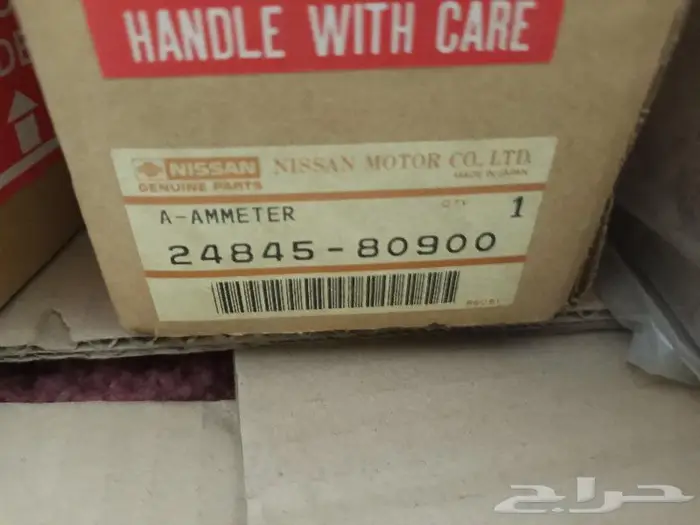 HANDLE WITH CARE
DE
NISSAN
GENUINE PARTS
NISSAN MOTOR CO., LTD.
MADE IN JAPAN
A-AMMETER
QTY 1
24845-80900
حراج